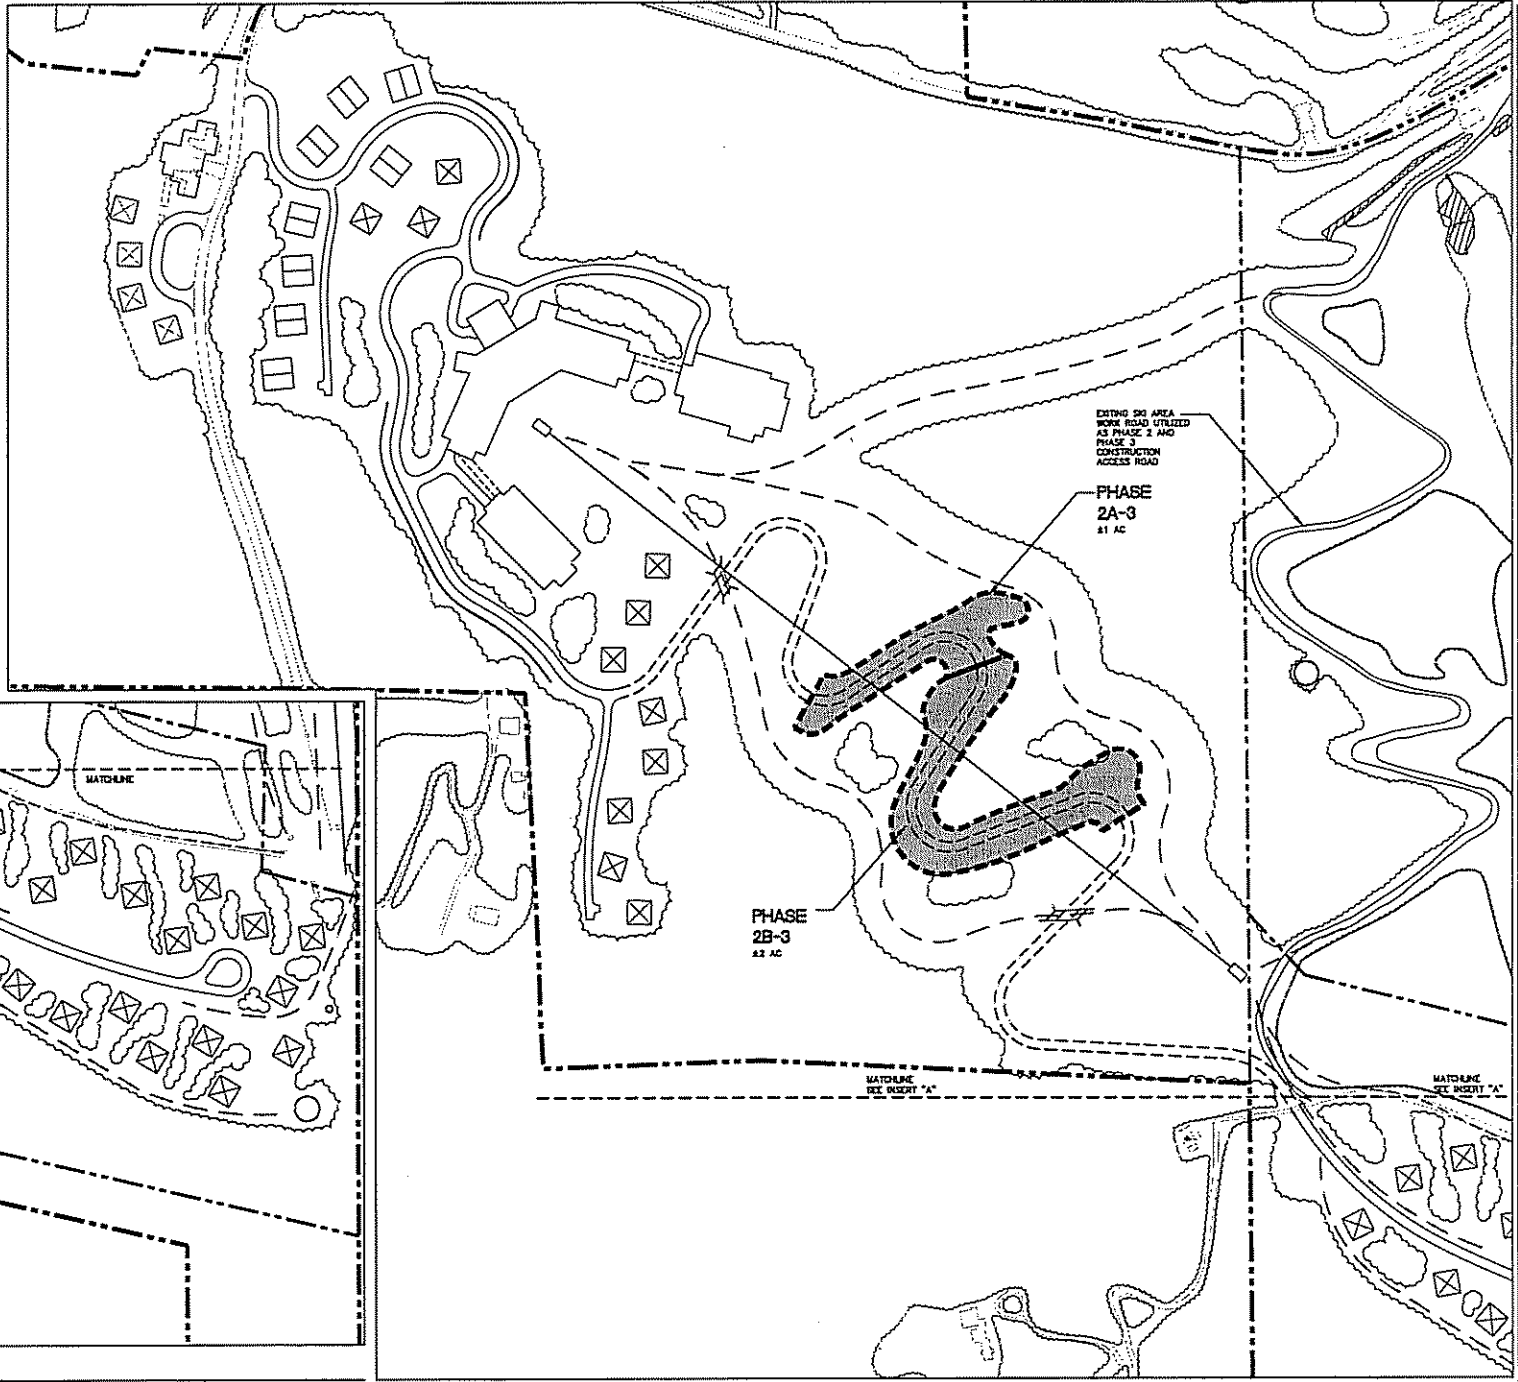 EXITING SKI AREA
WORK ROAD UTILIZED
AS PHASE 2 AND
PHASE 3
CONSTRUCTION
ACCESS ROAD
PHASE
2A-3
±1 AC
MATCHLINE
PHASE
2B-3
±2 AC
MATCHLINE
SEE INSERT "A"
MATCHLINE
SEE INSERT "A"